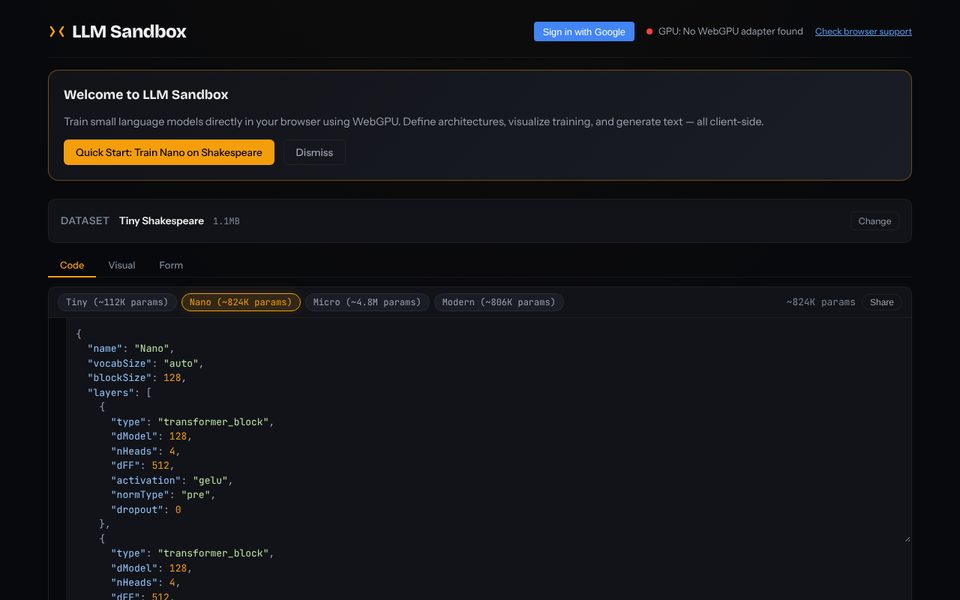 LLM Sandbox
Sign in with Google
GPU: No WebGPU adapter found
Check browser support
Welcome to LLM Sandbox
Train small language models directly in your browser using WebGPU. Define architectures, visualize training, and generate text — all client-side.
Quick Start: Train Nano on Shakespeare
Dismiss
DATASET Tiny Shakespeare 1.1MB
Change
Code Visual Form
Tiny (~112K params) Nano (~824K params) Micro (~4.8M params) Modern (~806K params) ~824K params Share
{
"name": "Nano",
"vocabSize": "auto",
"blockSize": 128,
"layers": [
{
"type": "transformer_block",
"dModel": 128,
"nHeads": 4,
"dFF": 512,
"activation": "gelu",
"normType": "pre",
"dropout": 0
},
{
"type": "transformer_block",
"dModel": 128,
"nHeads": 4,
"dFF": 512,